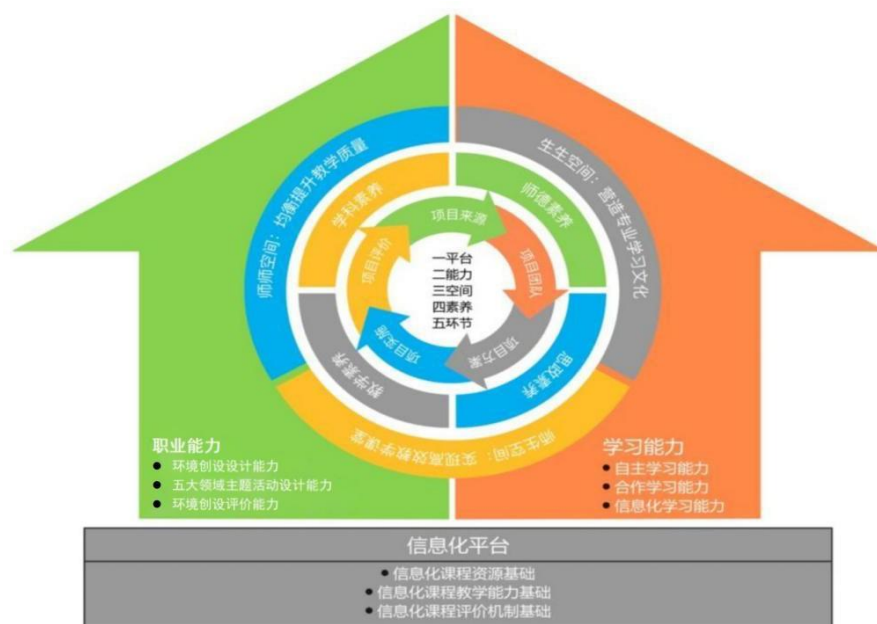 师师空间：均衡提升教学质量
生生空间：营造专业学习文化
师生空间：实现高效教学课堂
学科素养
师德素养
思政素养
教学素养
项目来源
项目团队
项目方案
项目实施
项目评价
一平台
二能力
三空间
四素养
五环节
职业能力
● 环境创设设计能力
● 五大领域主题活动设计能力
● 环境创设评价能力
学习能力
● 自主学习能力
● 合作学习能力
● 信息化学习能力
信息化平台
● 信息化课程资源基础
● 信息化课程教学能力基础
● 信息化课程评价机制基础